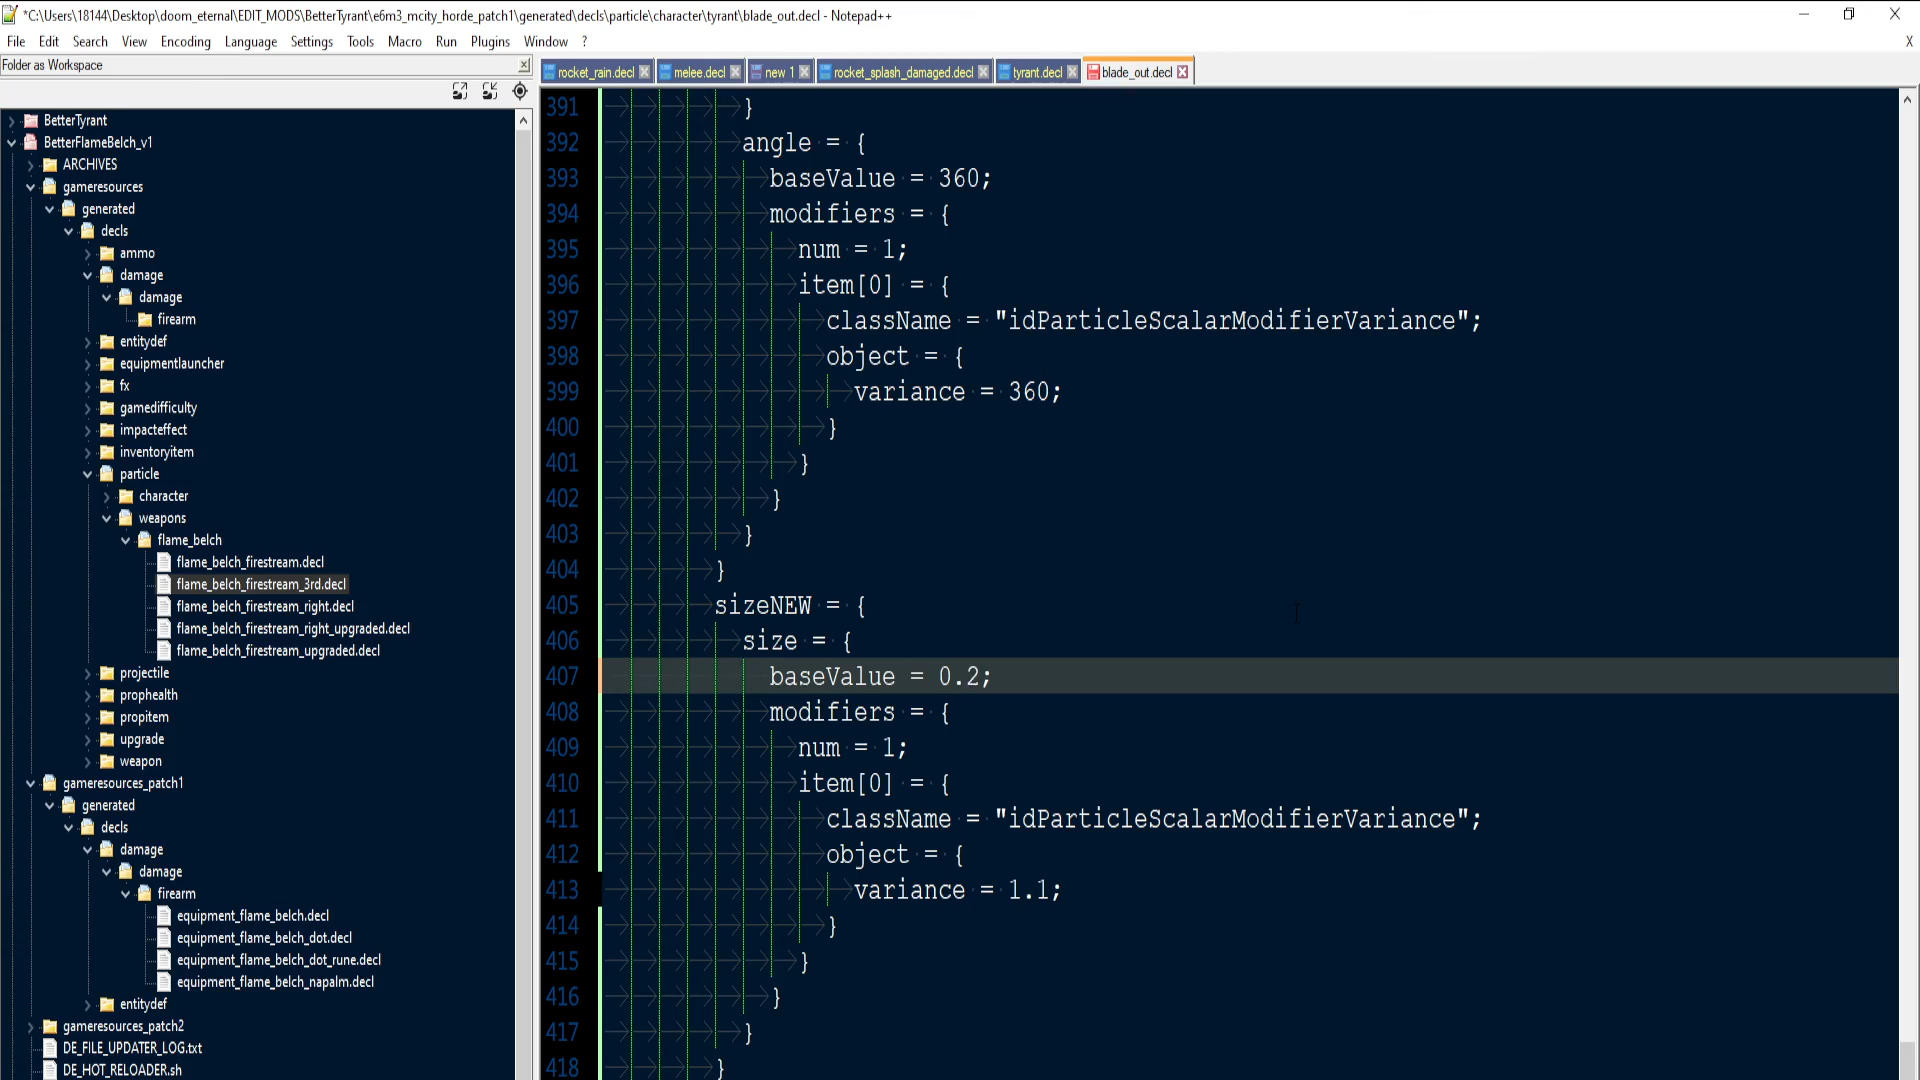 *C:\Users\18144\Desktop\doom_eternal\EDIT_MODS\BetterTyrant\e6m3_mcity_horde_patch1\generated\decls\particle\character\tyrant\blade_out.decl - Notepad++
File Edit Search View Encoding Language Settings Tools Macro Run Plugins Window ? X
Folder as Workspace
rocket_rain.decl melee.decl new 1 rocket_splash_damaged.decl tyrant.decl blade_out.decl
BetterTyrant
BetterFlameBelch_v1
ARCHIVES
gameresources
generated
decls
ammo
damage
damage
firearm
entitydef
equipmentlauncher
fx
gamedifficulty
impacteffect
inventoryitem
particle
character
weapons
flame_belch
flame_belch_firestream.decl
flame_belch_firestream_3rd.decl
flame_belch_firestream_right.decl
flame_belch_firestream_right_upgraded.decl
flame_belch_firestream_upgraded.decl
projectile
prophealth
propitem
upgrade
weapon
gameresources_patch1
generated
decls
damage
damage
firearm
equipment_flame_belch.decl
equipment_flame_belch_dot.decl
equipment_flame_belch_dot_rune.decl
equipment_flame_belch_napalm.decl
entitydef
gameresources_patch2
DE_FILE_UPDATER_LOG.txt
DE_HOT_RELOADER.sh
391 }
392 angle = {
393 baseValue = 360;
394 modifiers = {
395 num = 1;
396 item[0] = {
397 className = "idParticleScalarModifierVariance";
398 object = {
399 variance = 360;
400 }
401 }
402 }
403 }
404 }
405 sizeNEW = {
406 size = {
407 baseValue = 0.2;
408 modifiers = {
409 num = 1;
410 item[0] = {
411 className = "idParticleScalarModifierVariance";
412 object = {
413 variance = 1.1;
414 }
415 }
416 }
417 }
418 }